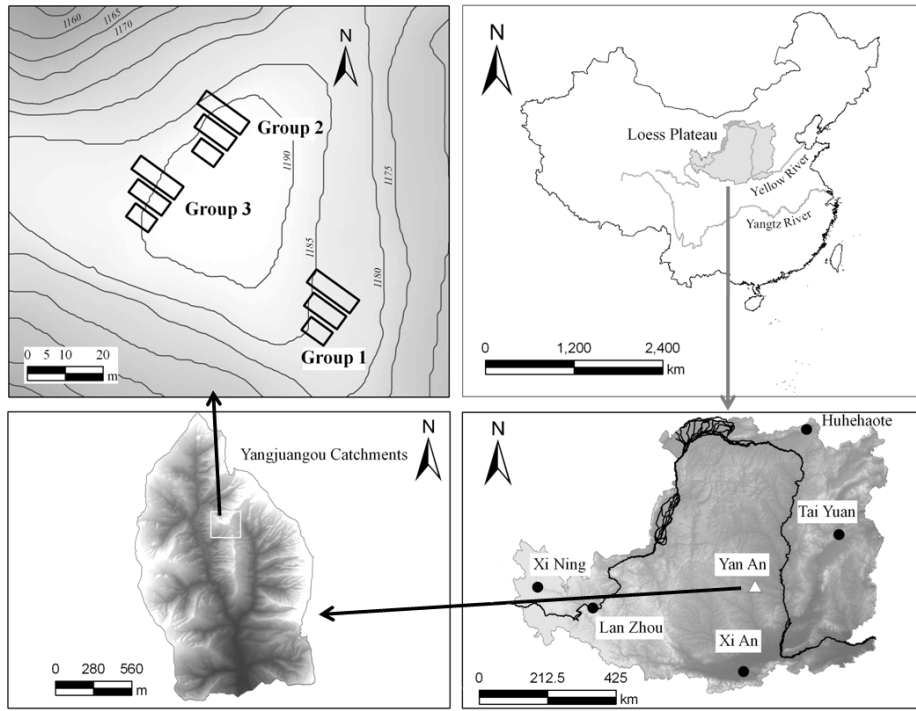 1160
1165
1170
N
Group 2
1190
1175
Group 3
1185
1180
Group 1
0 5 10 20
m
N
Loess Plateau
Yellow River
Yangtz River
0 1,200 2,400
km
N
Yangjuangou Catchments
0 280 560
m
N
Huhehaote
Tai Yuan
Yan An
Xi Ning
Lan Zhou
Xi An
0 212.5 425
km